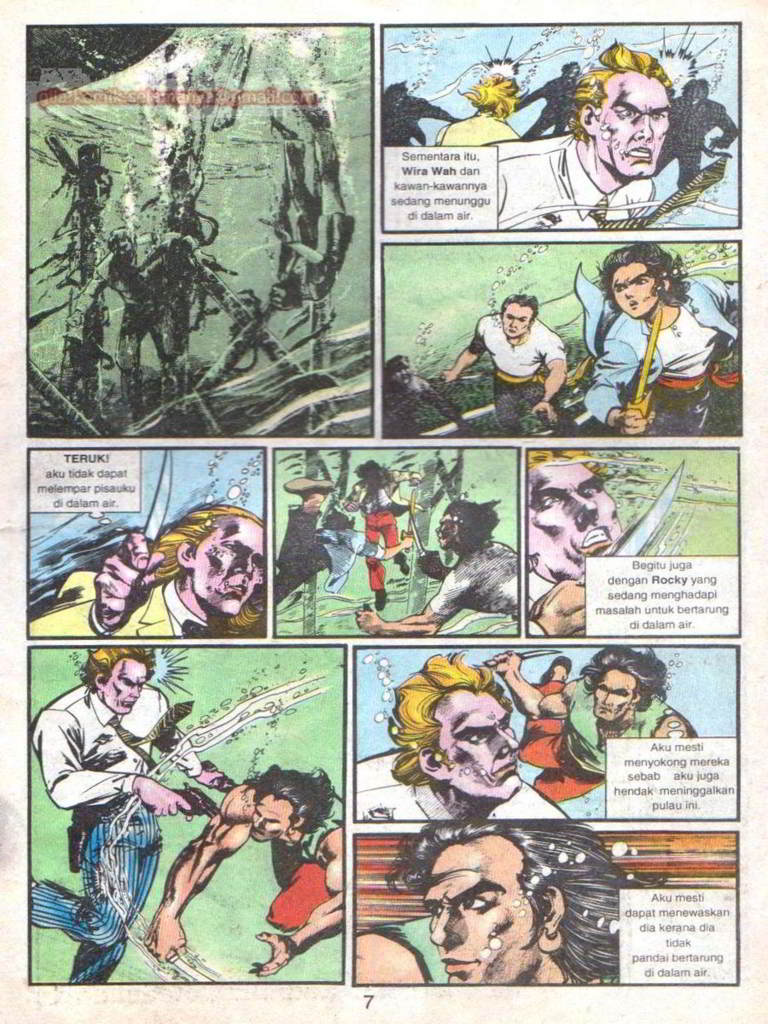 Sementara itu,
Wira Wah dan
kawan-kawannya
sedang menunggu
di dalam air.
TERUK!
aku tidak dapat
melempar pisauku
di dalam air.
Begitu juga
dengan Rocky yang
sedang menghadapi
masalah untuk bertarung
di dalam air.
Aku mesti
menyokong mereka
sebab aku juga
hendak meninggalkan
pulau ini.
Aku mesti
dapat menewaskan
dia kerana dia
tidak
pandai bertarung
di dalam air.
7